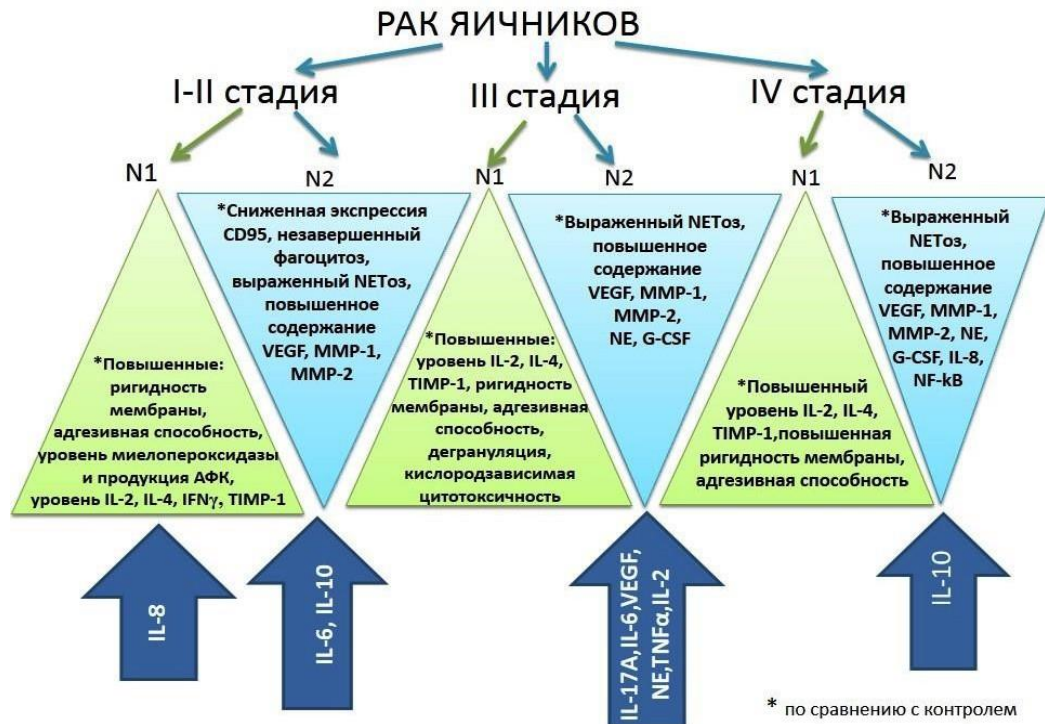 РАК ЯИЧНИКОВ
I-II стадия
III стадия
IV стадия
N1
N2
N1
N2
N1
N2
*Повышенные:
ригидность
мембраны,
адгезивная способность,
уровень миелопероксидазы
и продукция АФК,
уровень IL-2, IL-4, IFNγ, TIMP-1
*Сниженная экспрессия
CD95, незавершенный
фагоцитоз,
выраженный NETоз,
повышенное
содержание
VEGF, MMP-1,
MMP-2
*Повышенные:
уровень IL-2, IL-4,
TIMP-1, ригидность
мембраны, адгезивная
способность,
дегрануляция,
кислородзависимая
цитотоксичность
*Выраженный NETоз,
повышенное
содержание
VEGF, MMP-1,
MMP-2,
NE, G-CSF
*Повышенный
уровень IL-2, IL-4,
TIMP-1,повышенная
ригидность мембраны,
адгезивная способность
*Выраженный
NETоз,
повышенное
содержание
VEGF, MMP-1,
MMP-2, NE,
G-CSF, IL-8,
NF-kB
IL-8
IL-6, IL-10
IL-17A,IL-6,VEGF,
NE,TNFα,IL-2
IL-10
* по сравнению с контролем